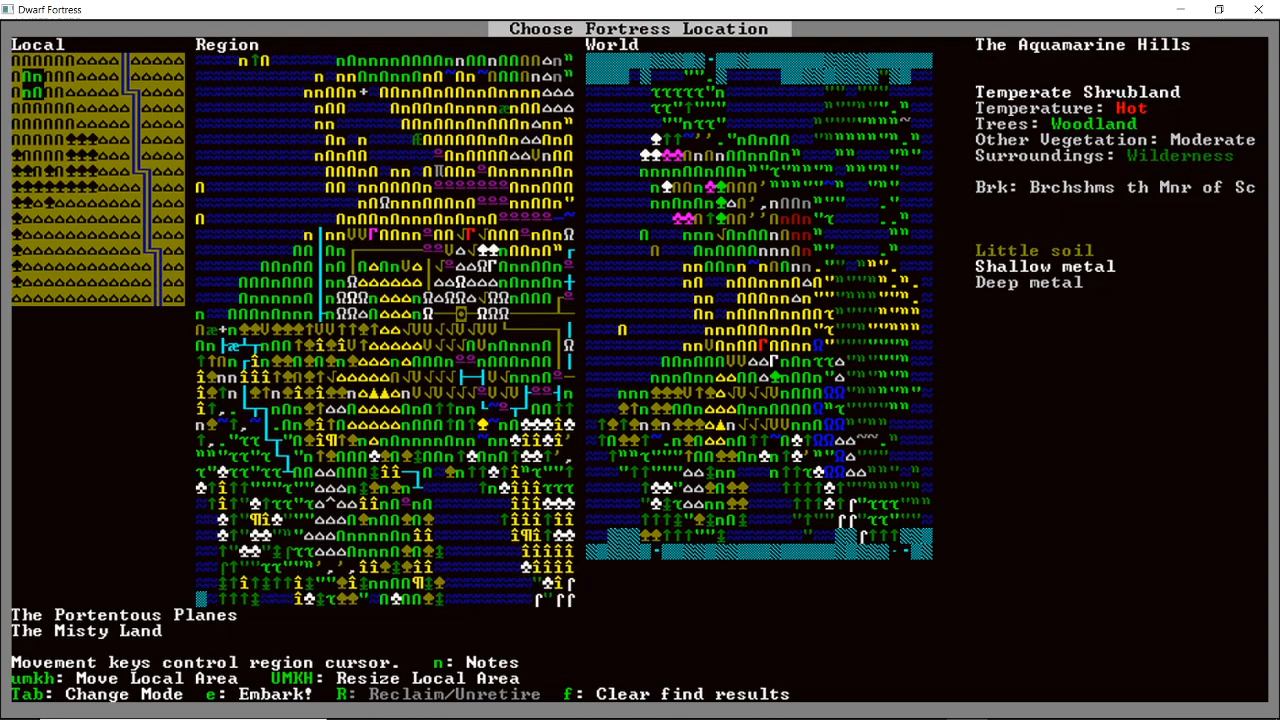 Dwarf Fortress
Choose Fortress Location
Local
Region
World
The Aquamarine Hills
Temperate Shrubland
Temperature: Hot
Trees: Woodland
Other Vegetation: Moderate
Surroundings: Wilderness
Brk: Brchshms th Mnr of Sc
Little soil
Shallow metal
Deep metal
The Portentous Planes
The Misty Land
Movement keys control region cursor. n: Notes
umkh: Move Local Area UMKH: Resize Local Area
Tab: Change Mode e: Embark! R: Reclaim/Unretire f: Clear find results